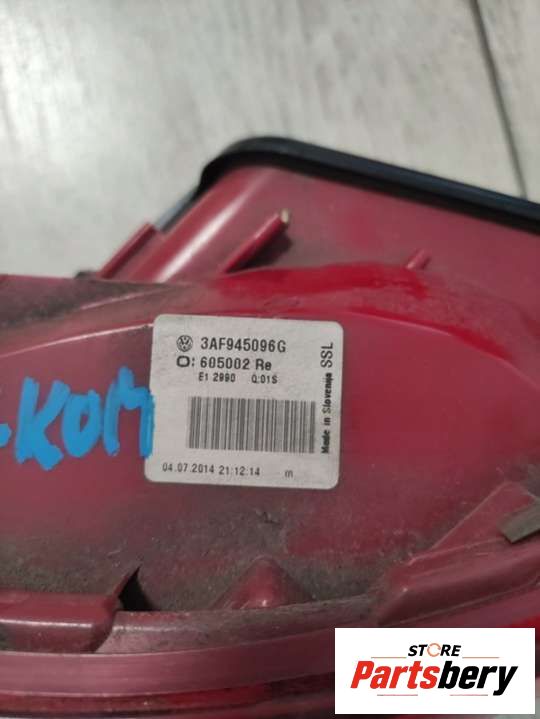 3AF945096G
O: 605002 Re
E1 2990 Q:01S
Made in Slovenija SSL
04.07.2014 21:12:14 m
-KOM
STORE
Partsbery